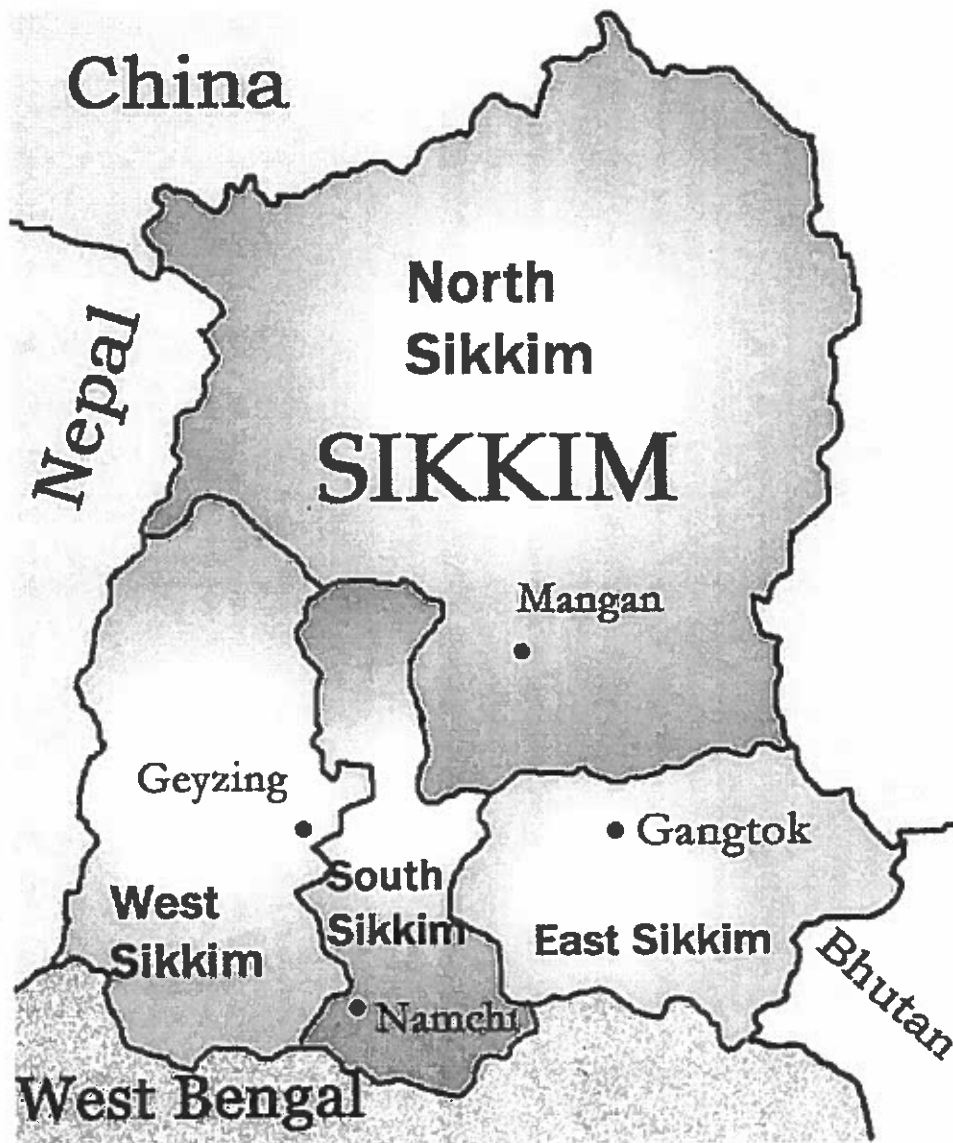 China
North
Sikkim
Nepal
SIKKIM
Mangan
Geyzing
Gangtok
South
Sikkim
West
Sikkim
East Sikkim
Bhutan
Namchi
West Bengal